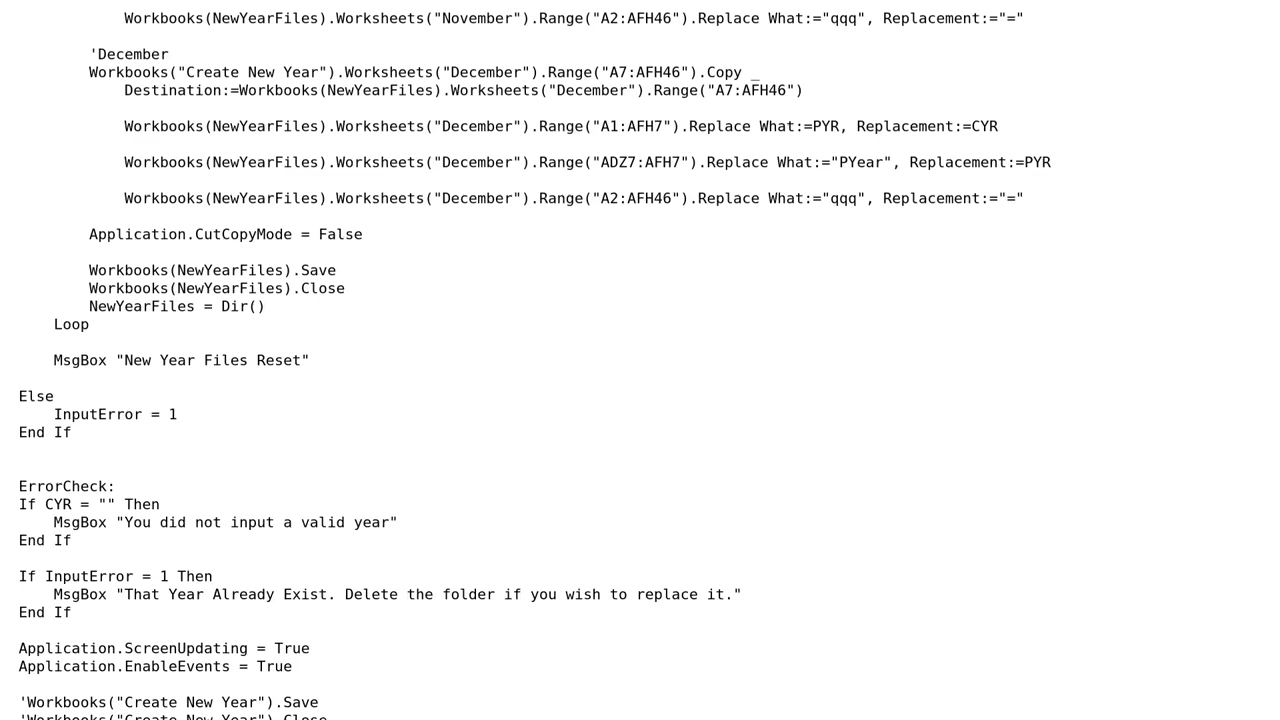 Workbooks(NewYearFiles).Worksheets("November").Range("A2:AFH46").Replace What:="qqq", Replacement:="="
'December
Workbooks("Create New Year").Worksheets("December").Range("A7:AFH46").Copy _
Destination:=Workbooks(NewYearFiles).Worksheets("December").Range("A7:AFH46")
Workbooks(NewYearFiles).Worksheets("December").Range("A1:AFH7").Replace What:=PYR, Replacement:=CYR
Workbooks(NewYearFiles).Worksheets("December").Range("ADZ7:AFH7").Replace What:="PYear", Replacement:=PYR
Workbooks(NewYearFiles).Worksheets("December").Range("A2:AFH46").Replace What:="qqq", Replacement:="="
Application.CutCopyMode = False
Workbooks(NewYearFiles).Save
Workbooks(NewYearFiles).Close
NewYearFiles = Dir()
Loop
MsgBox "New Year Files Reset"
Else
InputError = 1
End If
ErrorCheck:
If CYR = "" Then
MsgBox "You did not input a valid year"
End If
If InputError = 1 Then
MsgBox "That Year Already Exist. Delete the folder if you wish to replace it."
End If
Application.ScreenUpdating = True
Application.EnableEvents = True
'Workbooks("Create New Year").Save
'Workbooks("Create New Year").Close